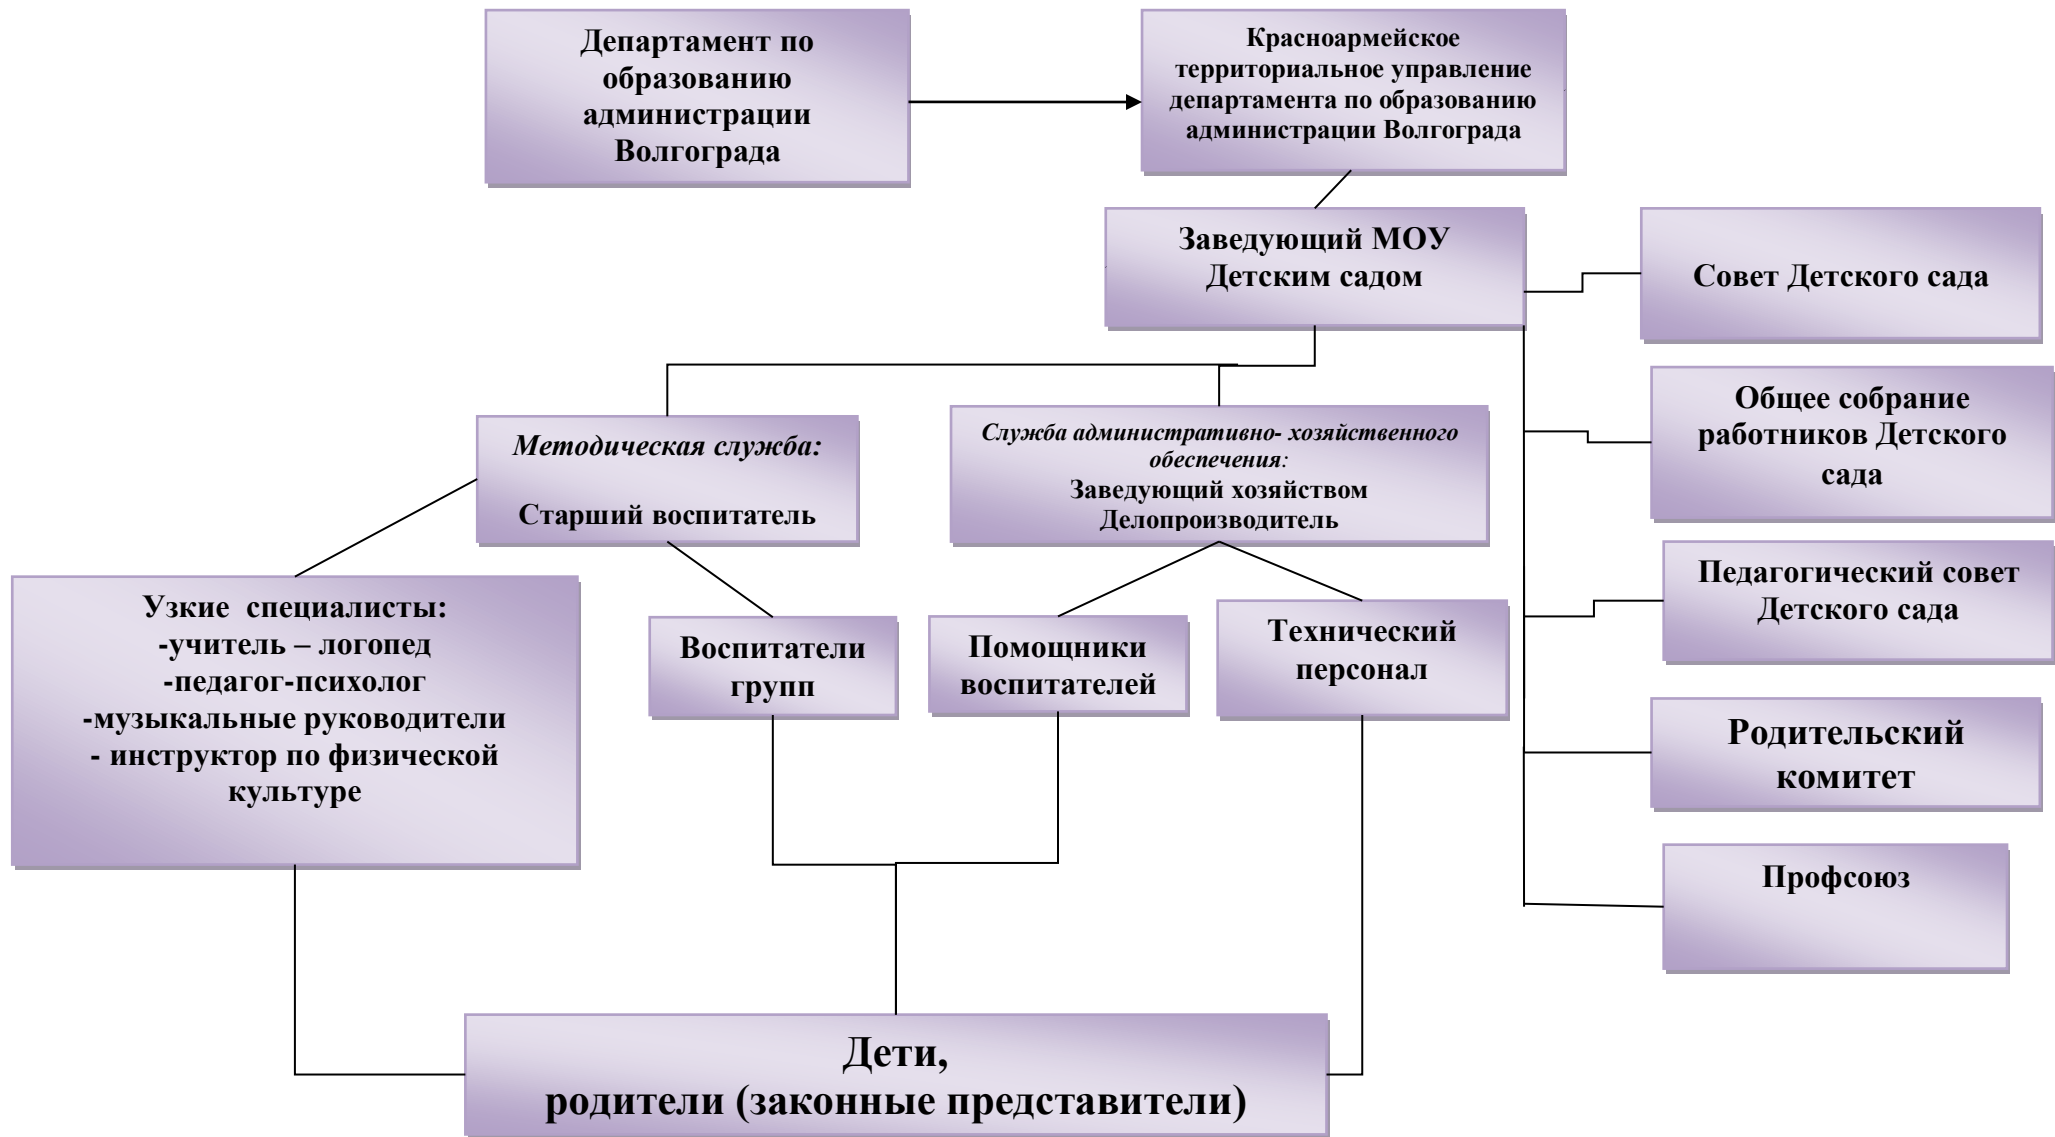 Департамент по
образованию
администрации
Волгограда
Красноармейское
территориальное управление
департамента по образованию
администрации Волгограда
Заведующий МОУ
Детским садом
Совет Детского сада
Общее собрание
работников Детского
сада
Методическая служба:
Старший воспитатель
Служба административно- хозяйственного
обеспечения:
Заведующий хозяйством
Делопроизводитель
Педагогический совет
Детского сада
Узкие  специалисты:
-учитель – логопед
-педагог-психолог
-музыкальные руководители
- инструктор по физической
культуре
Воспитатели
групп
Помощники
воспитателей
Технический
персонал
Родительский
комитет
Профсоюз
Дети,
родители (законные представители)